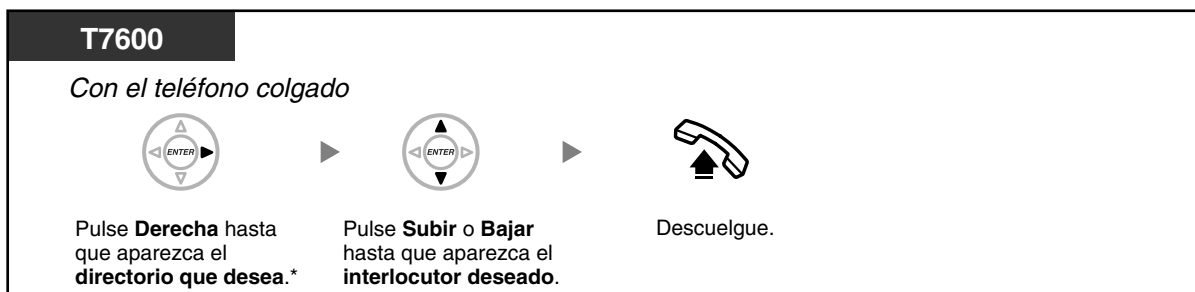 T7600
Con el teléfono colgado
ENTER
ENTER
Pulse Derecha hasta
que aparezca el
directorio que desea.*
Pulse Subir o Bajar
hasta que aparezca el
interlocutor deseado.
Descuelgue.